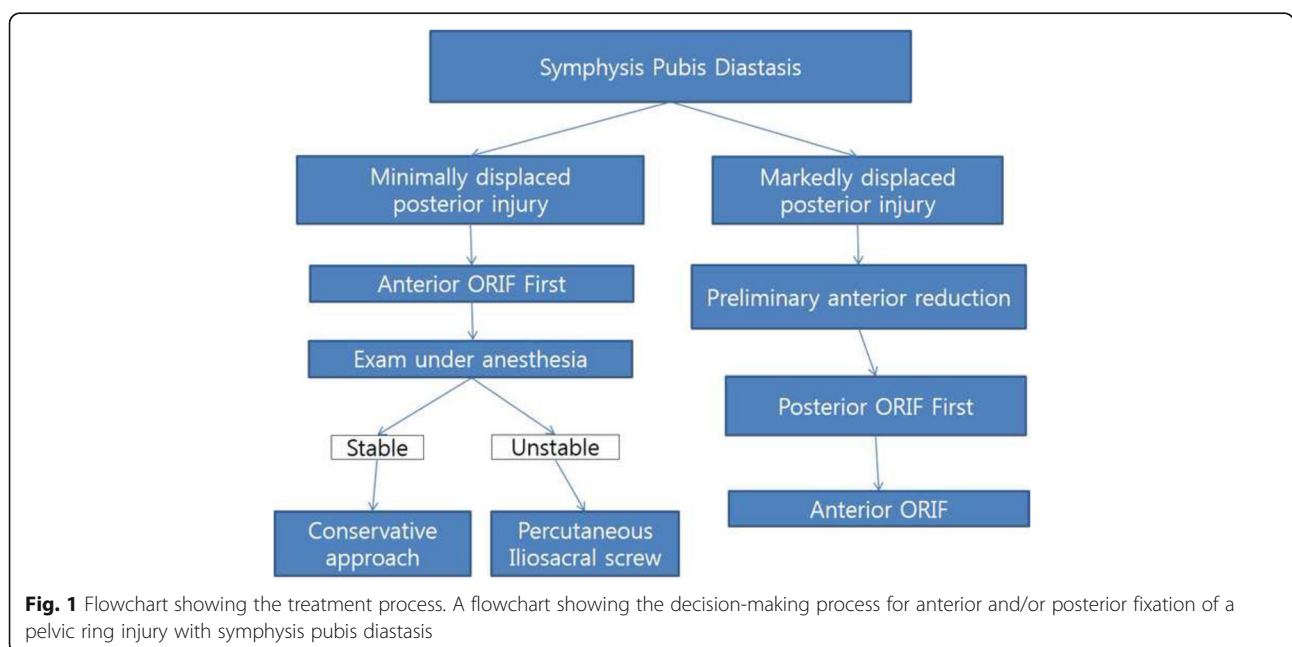 Symphysis Pubis Diastasis
Minimally displaced
posterior injury
Markedly displaced
posterior injury
Anterior ORIF First
Preliminary anterior reduction
Exam under anesthesia
Posterior ORIF First
Stable
Unstable
Anterior ORIF
Conservative
approach
Percutaneous
Iliosacral screw
Fig. 1 Flowchart showing the treatment process. A flowchart showing the decision-making process for anterior and/or posterior fixation of a
pelvic ring injury with symphysis pubis diastasis